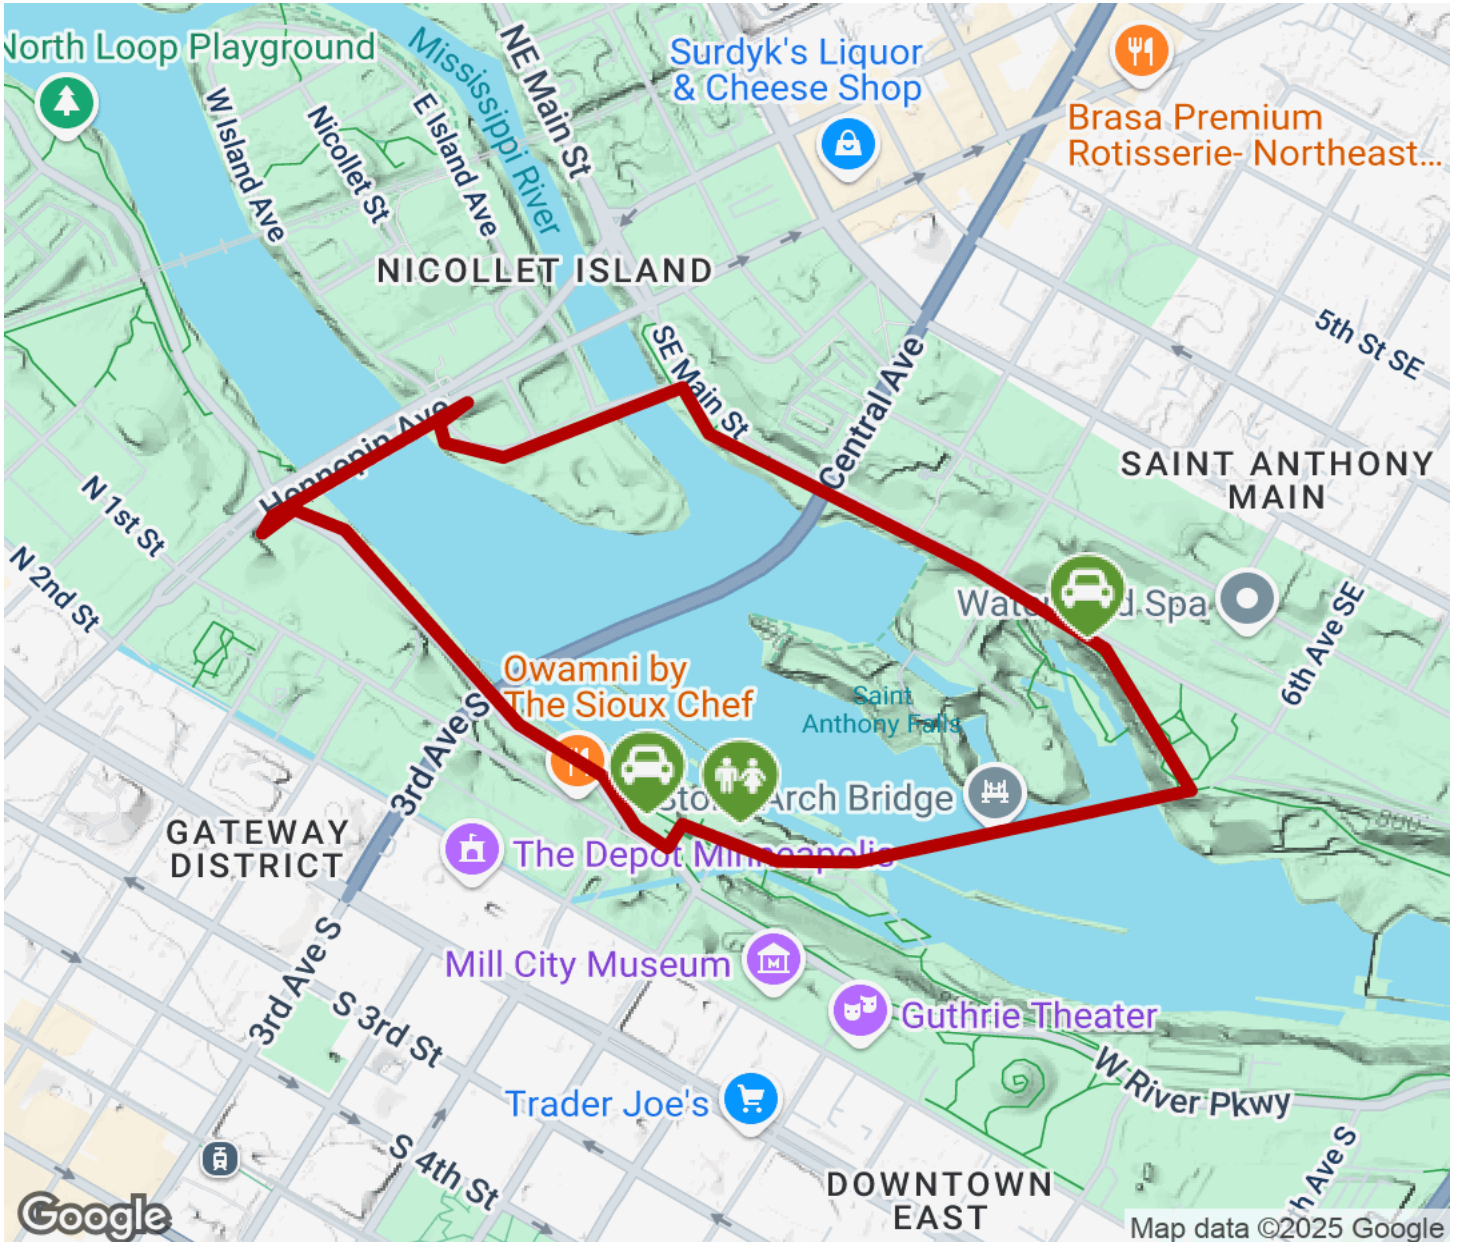 North Loop Playground
Mississippi River
NE Main St
Surdyk's Liquor
& Cheese Shop
Brasa Premium
Rotisserie- Northeast...
W Island Ave
Nicollet St
E Island Ave
NICOLLET ISLAND
SE Main St
Central Ave
5th St SE
Hennepin Ave
SAINT ANTHONY
MAIN
N 1st St
N 2nd St
6th Ave SE
Spa
Owamni by
The Sioux Chef
Saint
Anthony Falls
3rd Ave S
Arch Bridge
GATEWAY
DISTRICT
The Depot Minneapolis
Mill City Museum
3rd Ave S
Guthrie Theater
S 3rd St
W River Pkwy
Trader Joe's
S 4th St
DOWNTOWN
EAST
Ave S
Google
Map data ©2025 Google